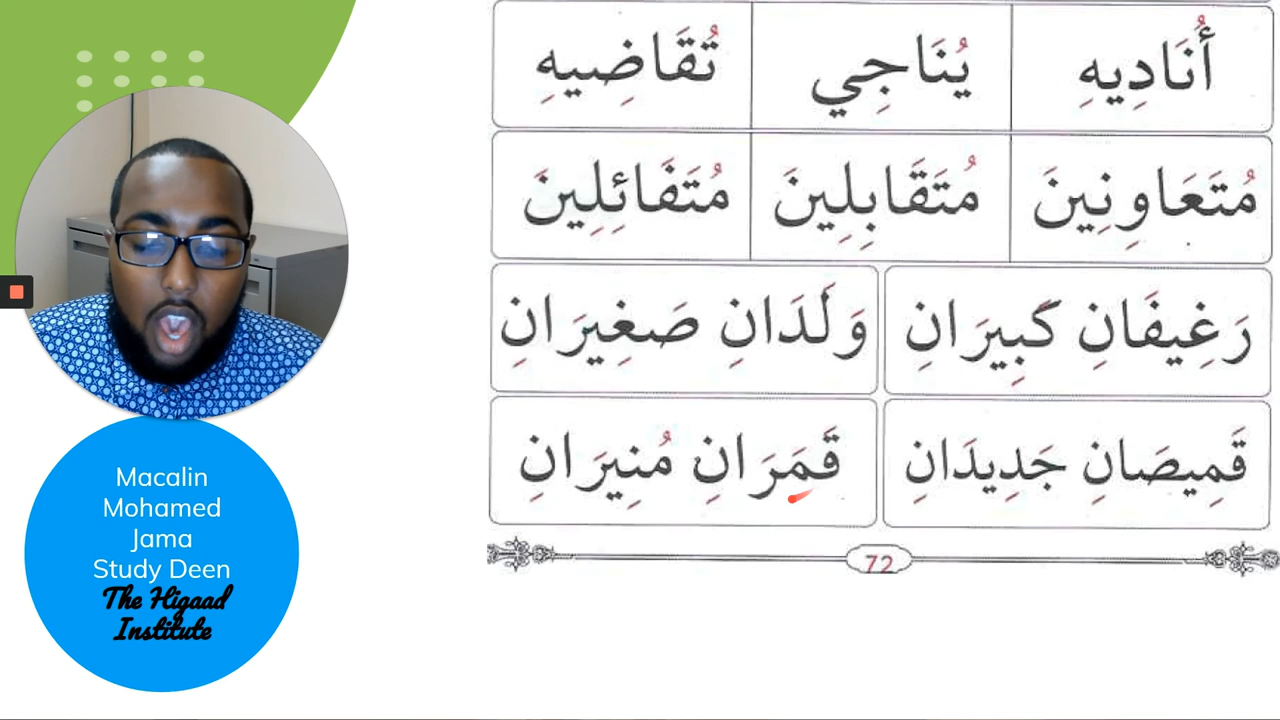 أُنَادِيهِ يُنَاجِي تُقَاضِيهِ
مُتَعَاوِنِينَ مُتَقَابِلِينَ مُتَفَائِلِينَ
رَغِيفَانِ كَبِيرَانِ وَلَدَانِ صَغِيرَانِ
قَمِيصَانِ جَدِيدَانِ قَمَرَانِ مُنِيرَانِ
72
Macalin
Mohamed
Jama
Study Deen
The Higaad
Institute